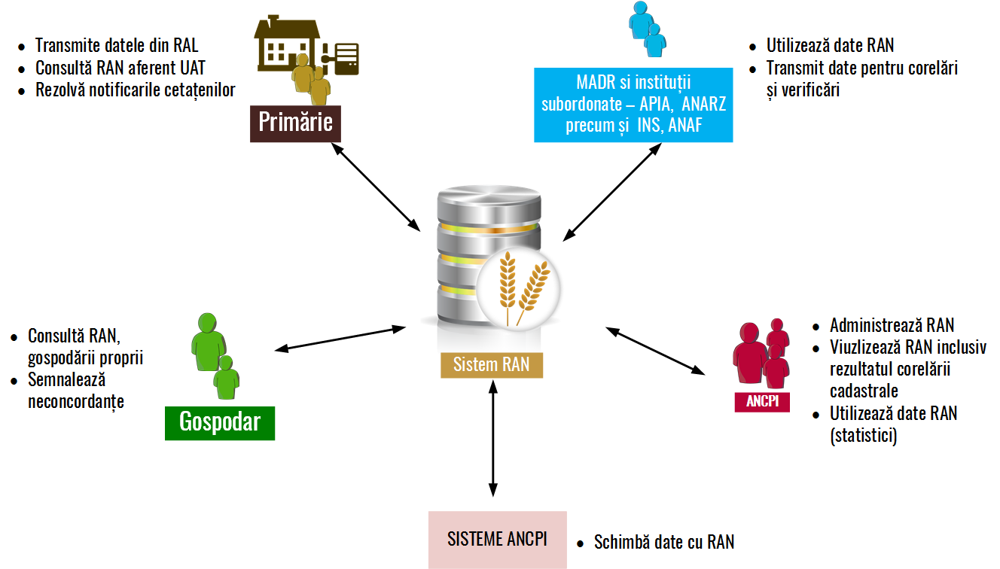 • Transmite datele din RAL
• Consultă RAN aferent UAT
• Rezolvă notificarile cetațenilor
Primărie
MADR si instituții
subordonate – APIA, ANARZ
precum și INS, ANAF
• Utilizează date RAN
• Transmit date pentru corelări
și verificări
• Consultă RAN,
gospodării proprii
• Semnalează
neconcordanțe
Gospodar
Sistem RAN
ANCPI
• Administrează RAN
• Viuzlizează RAN inclusiv
rezultatul corelării
cadastrale
• Utilizează date RAN
(statistici)
SISTEME ANCPI
• Schimbă date cu RAN